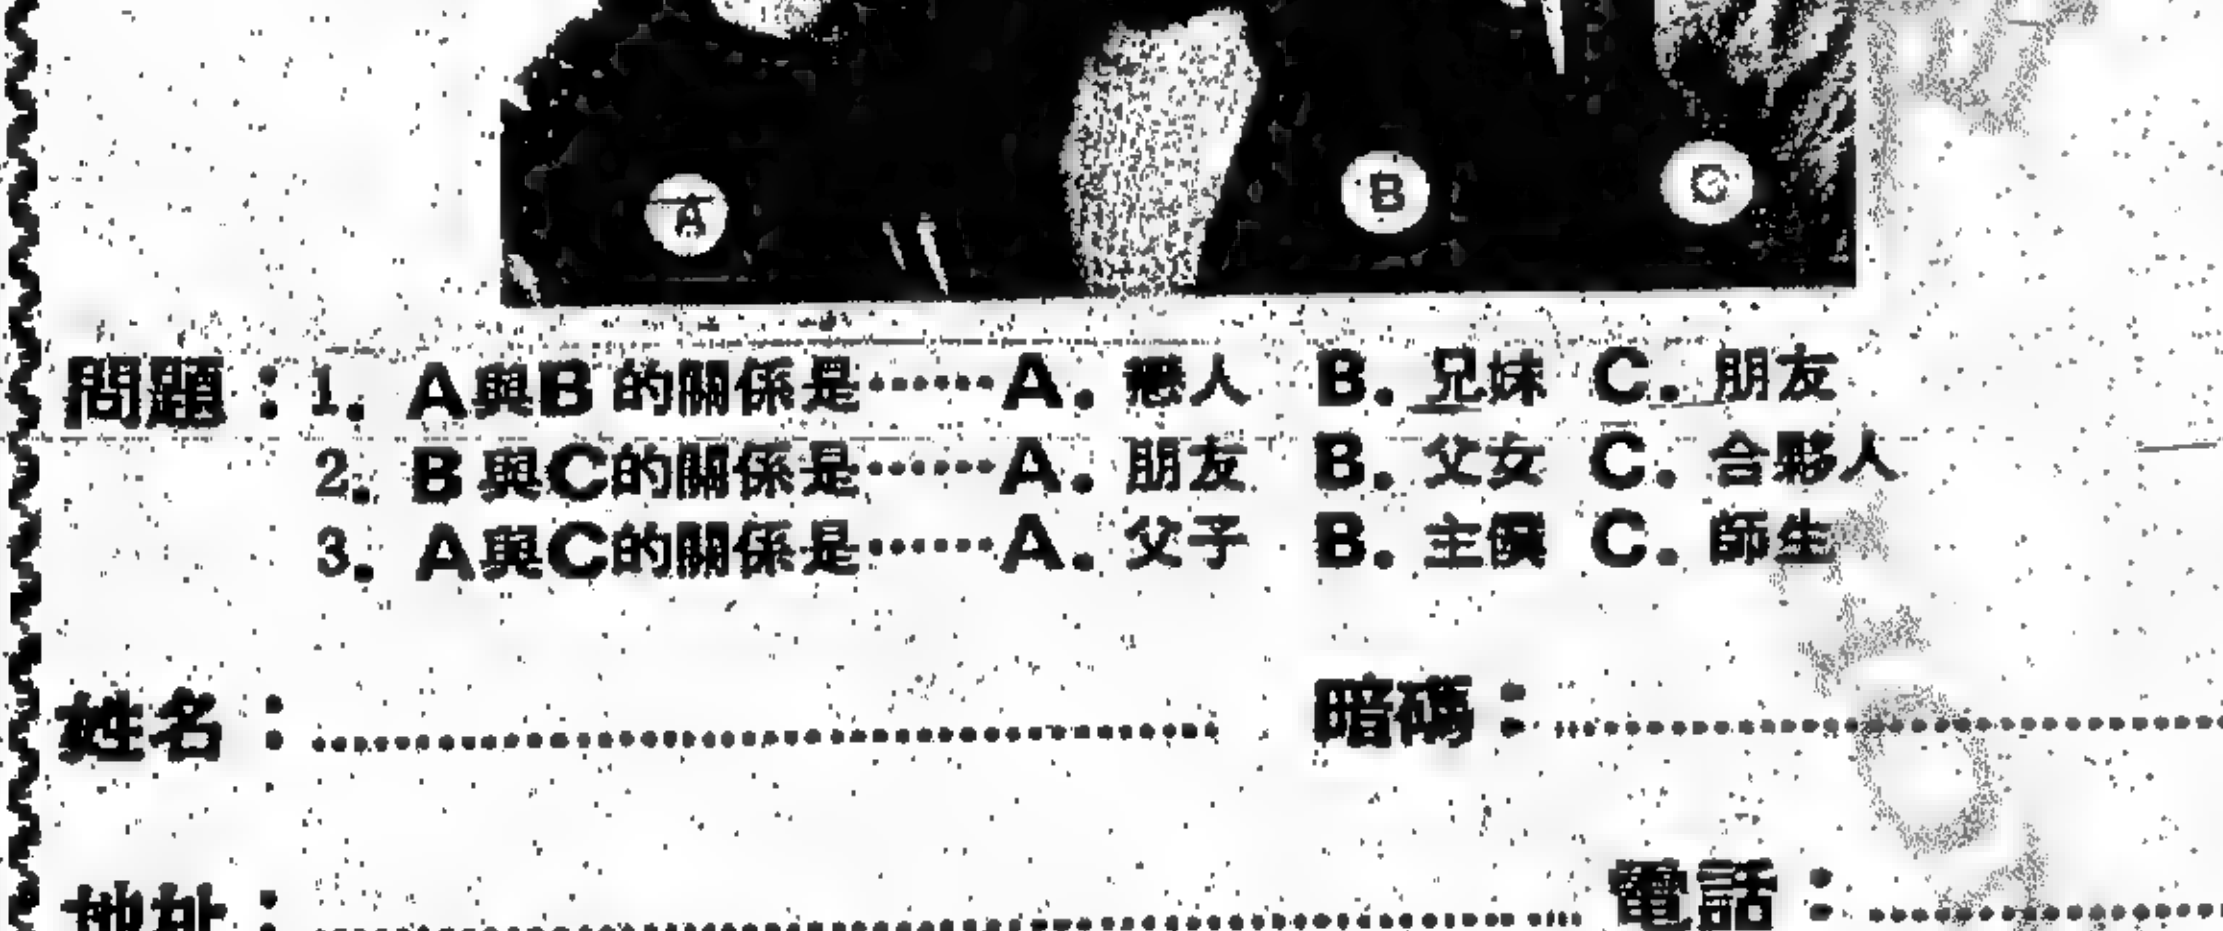 A B C
問題：1. A與B的關係是……A. 戀人 B. 兄妹 C. 朋友
2. B與C的關係是……A. 朋友 B. 父女 C. 合夥人
3. A與C的關係是……A. 父子 B. 主僱 C. 師生
姓名： 暗碼：
地址： 電話：